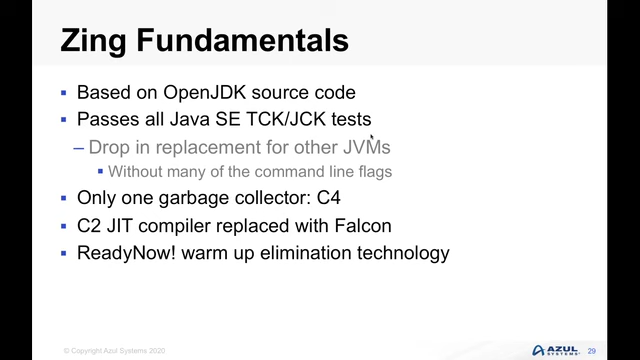 Zing Fundamentals
Based on OpenJDK source code
Passes all Java SE TCK/JCK tests
– Drop in replacement for other JVMs
Without many of the command line flags
Only one garbage collector: C4
C2 JIT compiler replaced with Falcon
ReadyNow! warm up elimination technology
© Copyright Azul Systems 2020
AZUL
SYSTEMS
29